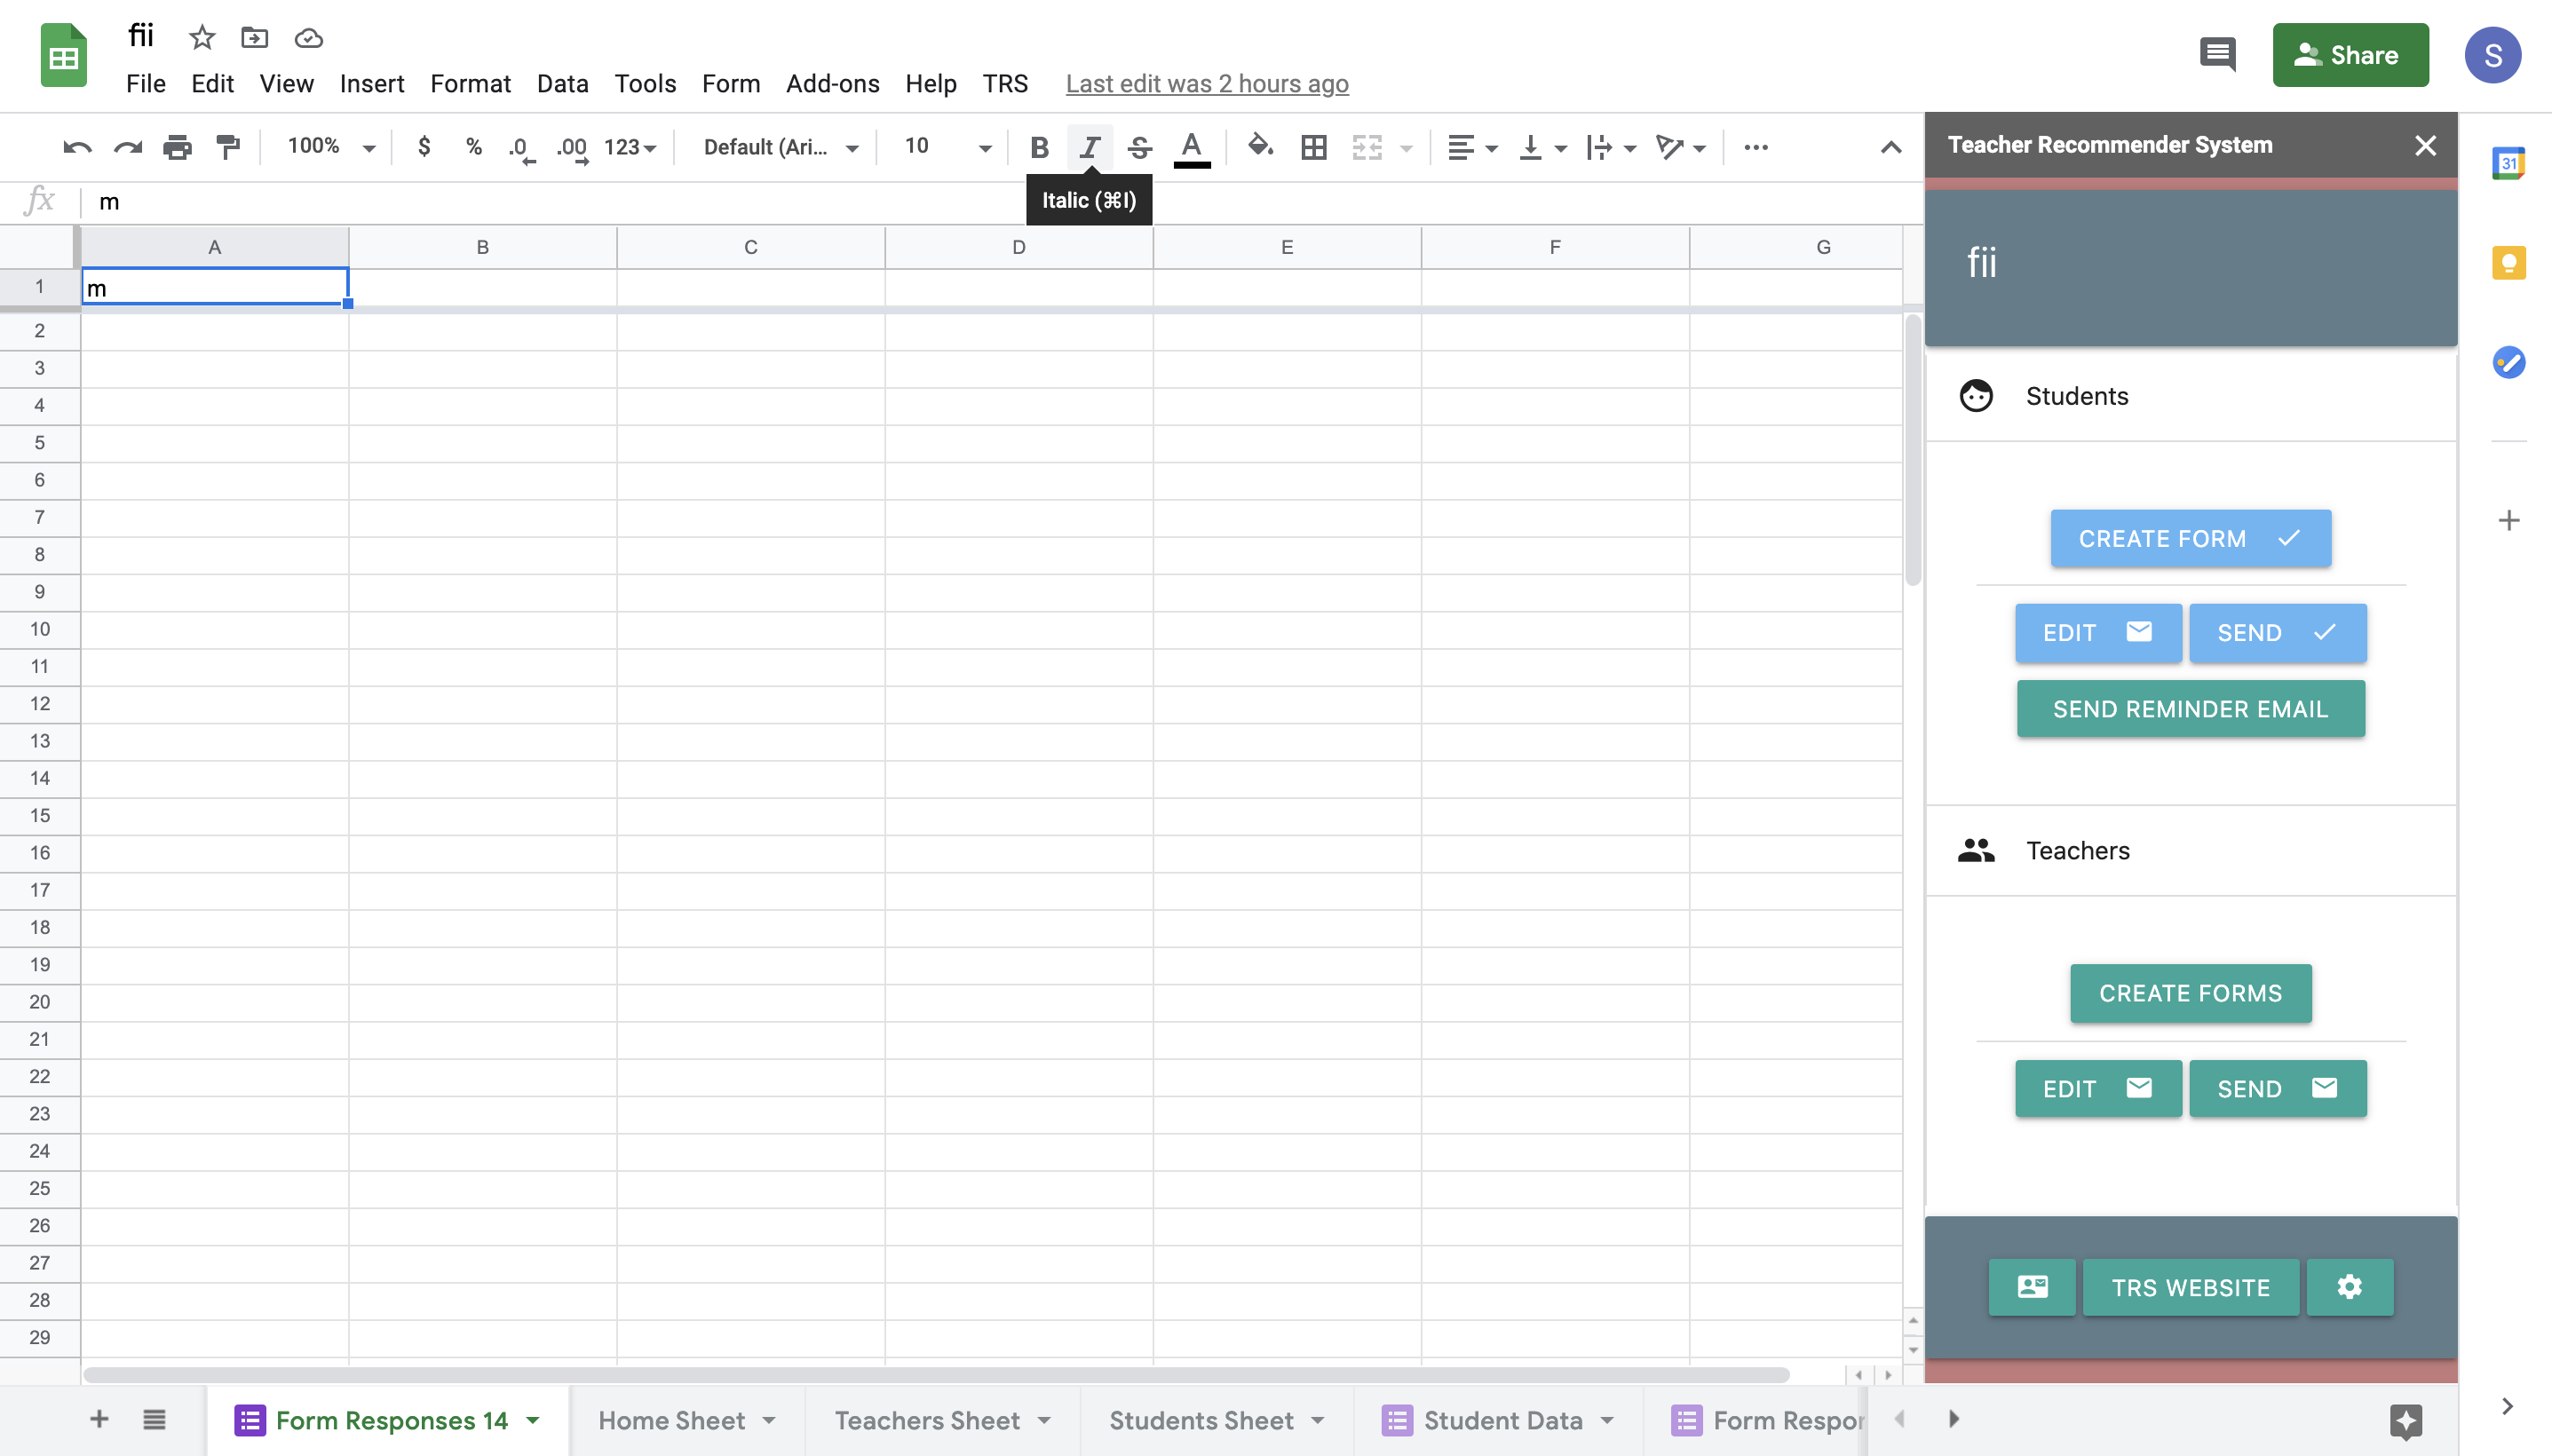 fii
File Edit View Insert Format Data Tools Form Add-ons Help TRS Last edit was 2 hours ago
Share
S
100% $ % .0 .00 123 Default (Ari... 10 B I S A
Italic (⌘I)
fx m
A B C D E F G
1 m
2
3
4
5
6
7
8
9
10
11
12
13
14
15
16
17
18
19
20
21
22
23
24
25
26
27
28
29
Form Responses 14 Home Sheet Teachers Sheet Students Sheet Student Data Form Respor
Teacher Recommender System
fii
Students
CREATE FORM
EDIT SEND
SEND REMINDER EMAIL
Teachers
CREATE FORMS
EDIT SEND
TRS WEBSITE
31